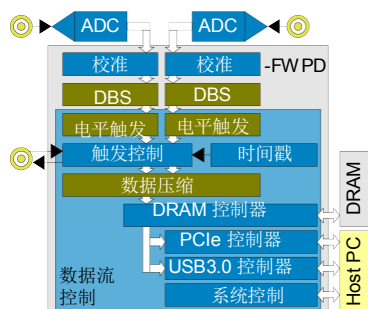 ADC ADC
校准 校准 -FW PD
DBS DBS
电平触发 电平触发
触发控制 时间戳
数据压缩
DRAM 控制器
PCIe 控制器
USB3.0 控制器
系统控制
数据流
控制
DRAM
Host PC